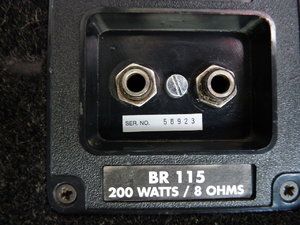 SER. NO. 58923
BR 115
200 WATTS / 8 OHMS